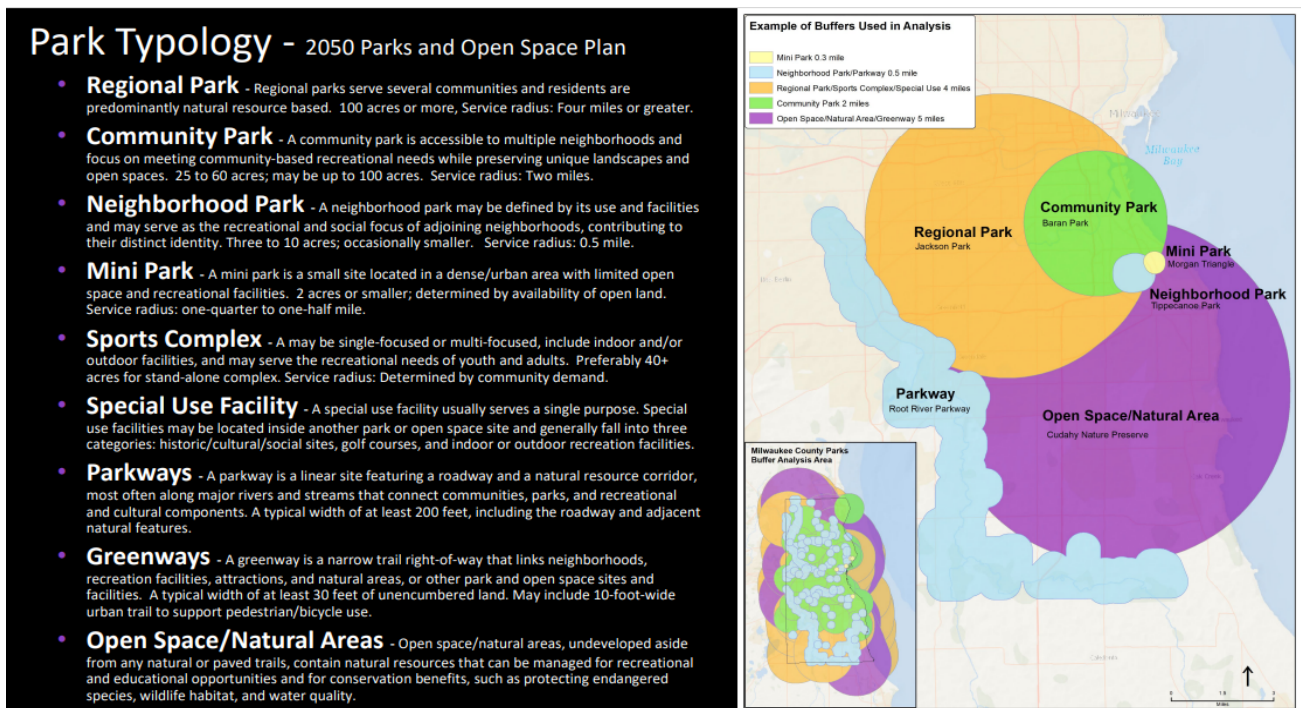 Park Typology - 2050 Parks and Open Space Plan
• Regional Park - Regional parks serve several communities and residents are
predominantly natural resource based. 100 acres or more, Service radius: Four miles or greater.
• Community Park - A community park is accessible to multiple neighborhoods and
focus on meeting community-based recreational needs while preserving unique landscapes and
open spaces. 25 to 60 acres; may be up to 100 acres. Service radius: Two miles.
• Neighborhood Park - A neighborhood park may be defined by its use and facilities
and may serve as the recreational and social focus of adjoining neighborhoods, contributing to
their distinct identity. Three to 10 acres; occasionally smaller. Service radius: 0.5 mile.
• Mini Park - A mini park is a small site located in a dense/urban area with limited open
space and recreational facilities. 2 acres or smaller; determined by availability of open land.
Service radius: one-quarter to one-half mile.
• Sports Complex - A may be single-focused or multi-focused, include indoor and/or
outdoor facilities, and may serve the recreational needs of youth and adults. Preferably 40+
acres for stand-alone complex. Service radius: Determined by community demand.
• Special Use Facility - A special use facility usually serves a single purpose. Special
use facilities may be located inside another park or open space site and generally fall into three
categories: historic/cultural/social sites, golf courses, and indoor or outdoor recreation facilities.
• Parkways - A parkway is a linear site featuring a roadway and a natural resource corridor,
most often along major rivers and streams that connect communities, parks, and recreational
and cultural components. A typical width of at least 200 feet, including the roadway and adjacent
natural features.
• Greenways - A greenway is a narrow trail right-of-way that links neighborhoods,
recreation facilities, attractions, and natural areas, or other park and open space sites and
facilities. A typical width of at least 30 feet of unencumbered land. May include 10-foot-wide
urban trail to support pedestrian/bicycle use.
• Open Space/Natural Areas - Open space/natural areas, undeveloped aside
from any natural or paved trails, contain natural resources that can be managed for recreational
and educational opportunities and for conservation benefits, such as protecting endangered
species, wildlife habitat, and water quality.
Example of Buffers Used in Analysis
Mini Park 0.3 mile
Neighborhood Park/Parkway 0.5 mile
Regional Park/Sports Complex/Special Use 4 miles
Community Park 2 miles
Open Space/Natural Area/Greenway 5 miles
Milwaukee
Milwaukee
Bay
Community Park
Baran Park
Regional Park
Jackson Park
Mini Park
Morgan Triangle
Neighborhood Park
Tippecanoe Park
Parkway
Root River Parkway
Open Space/Natural Area
Cudahy Nature Preserve
Milwaukee County Parks
Buffer Analysis Area
Miles